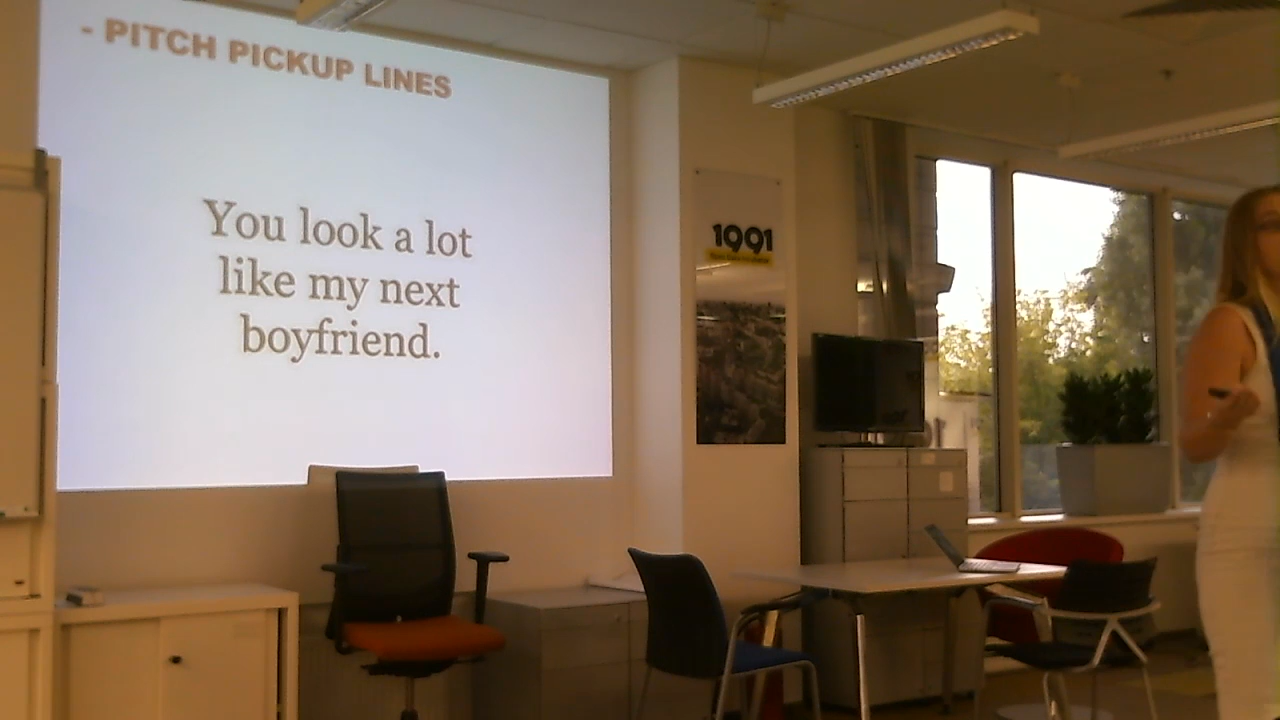 - PITCH PICKUP LINES
You look a lot
like my next
boyfriend.
1991